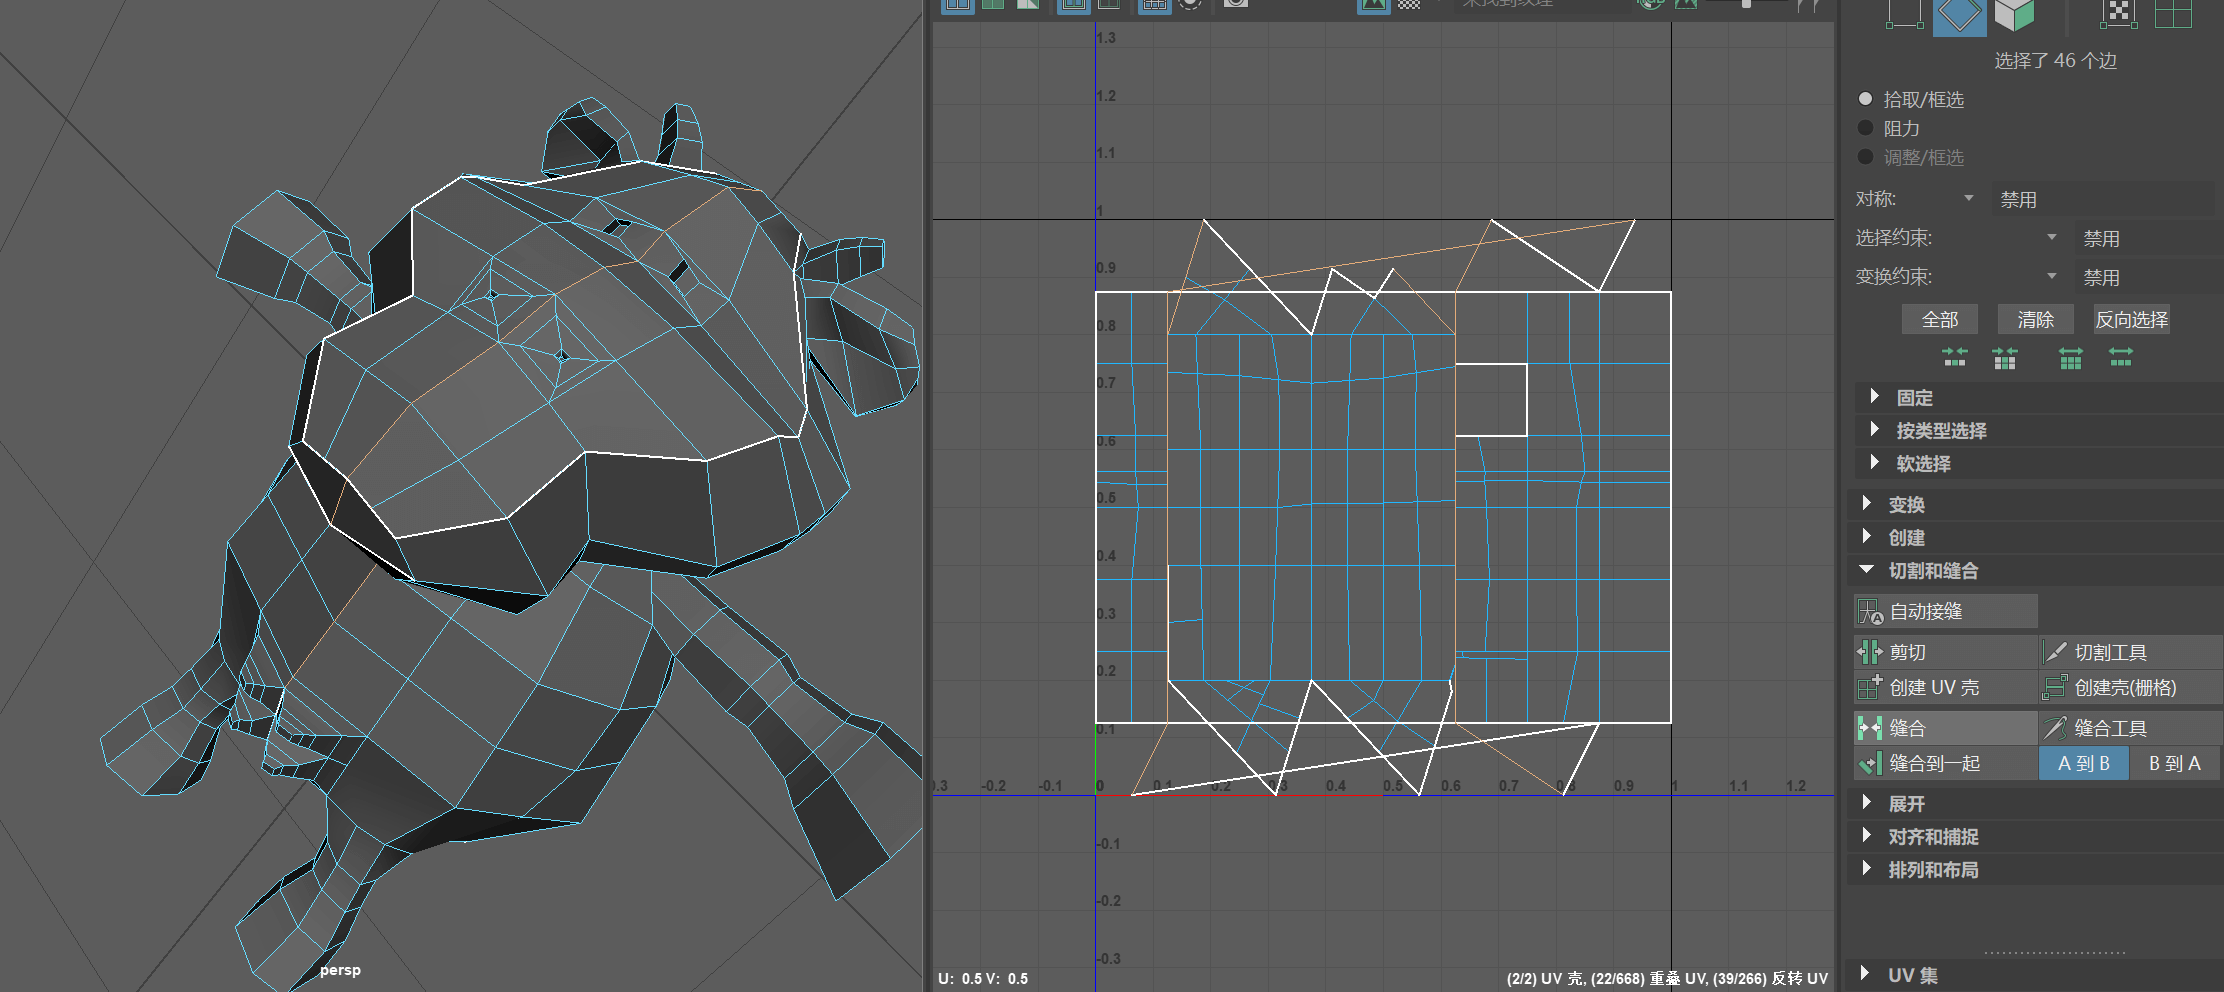 未找到纹理
选择了 46 个边
拾取/框选
阻力
调整/框选
对称: 禁用
选择约束: 禁用
变换约束: 禁用
全部 清除 反向选择
固定
按类型选择
软选择
变换
创建
切割和缝合
自动接缝
剪切 切割工具
创建 UV 壳 创建壳(栅格)
缝合 缝合工具
缝合到一起 A 到 B B 到 A
展开
对齐和捕捉
排列和布局
UV 集
1.3
1.2
1.1
1
0.9
0.8
0.7
0.6
0.5
0.4
0.3
0.2
0.1
0.3 -0.2 -0.1 0 0.1 0.2 0.3 0.4 0.5 0.6 0.7 0.8 0.9 1 1.1 1.2
-0.1
-0.2
-0.3
persp
U: 0.5 V: 0.5
(2/2) UV 壳, (22/668) 重叠 UV, (39/266) 反转 UV